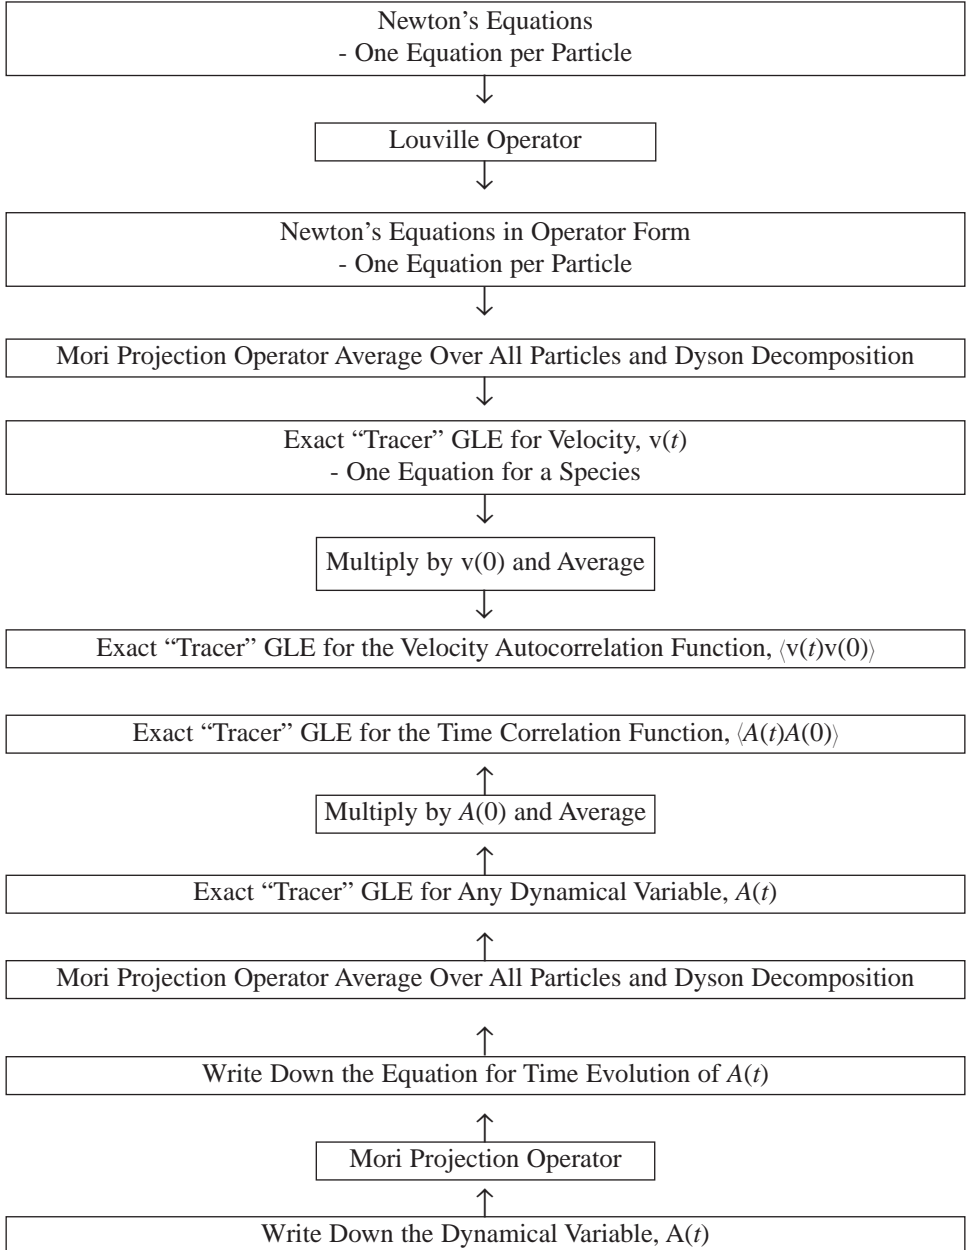 Newton’s Equations
- One Equation per Particle
Louville Operator
Newton’s Equations in Operator Form
- One Equation per Particle
Mori Projection Operator Average Over All Particles and Dyson Decomposition
Exact “Tracer” GLE for Velocity, v(t)
- One Equation for a Species
Multiply by v(0) and Average
Exact “Tracer” GLE for the Velocity Autocorrelation Function, ⟨v(t)v(0)⟩
Exact “Tracer” GLE for the Time Correlation Function, ⟨A(t)A(0)⟩
Multiply by A(0) and Average
Exact “Tracer” GLE for Any Dynamical Variable, A(t)
Mori Projection Operator Average Over All Particles and Dyson Decomposition
Write Down the Equation for Time Evolution of A(t)
Mori Projection Operator
Write Down the Dynamical Variable, A(t)